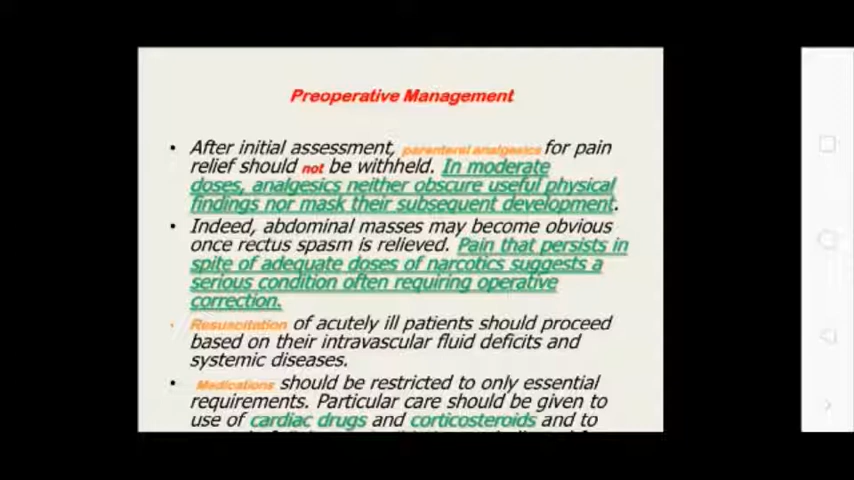 Preoperative Management
• After initial assessment, parenteral analgesics for pain
relief should not be withheld. In moderate
doses, analgesics neither obscure useful physical
findings nor mask their subsequent development.
• Indeed, abdominal masses may become obvious
once rectus spasm is relieved. Pain that persists in
spite of adequate doses of narcotics suggests a
serious condition often requiring operative
correction.
• Resuscitation of acutely ill patients should proceed
based on their intravascular fluid deficits and
systemic diseases.
• Medications should be restricted to only essential
requirements. Particular care should be given to
use of cardiac drugs and corticosteroids and to